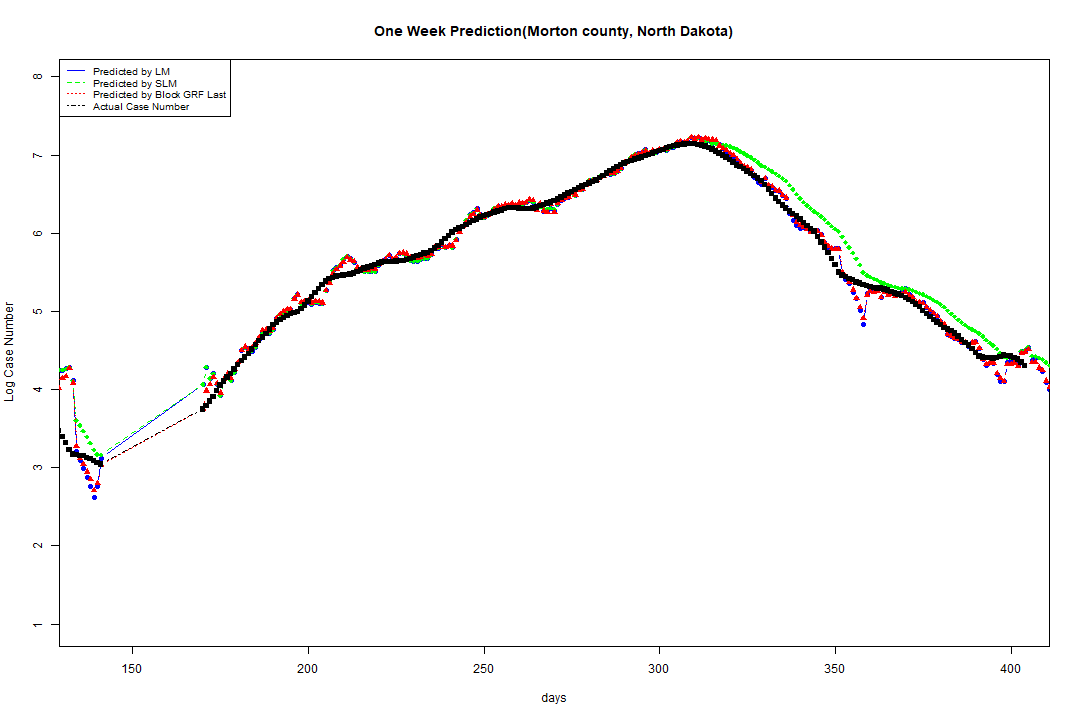 One Week Prediction(Morton county, North Dakota)
Predicted by LM
Predicted by SLM
Predicted by Block GRF Last
Actual Case Number
8
7
6
5
4
3
2
1
Log Case Number
150 200 250 300 350 400
days